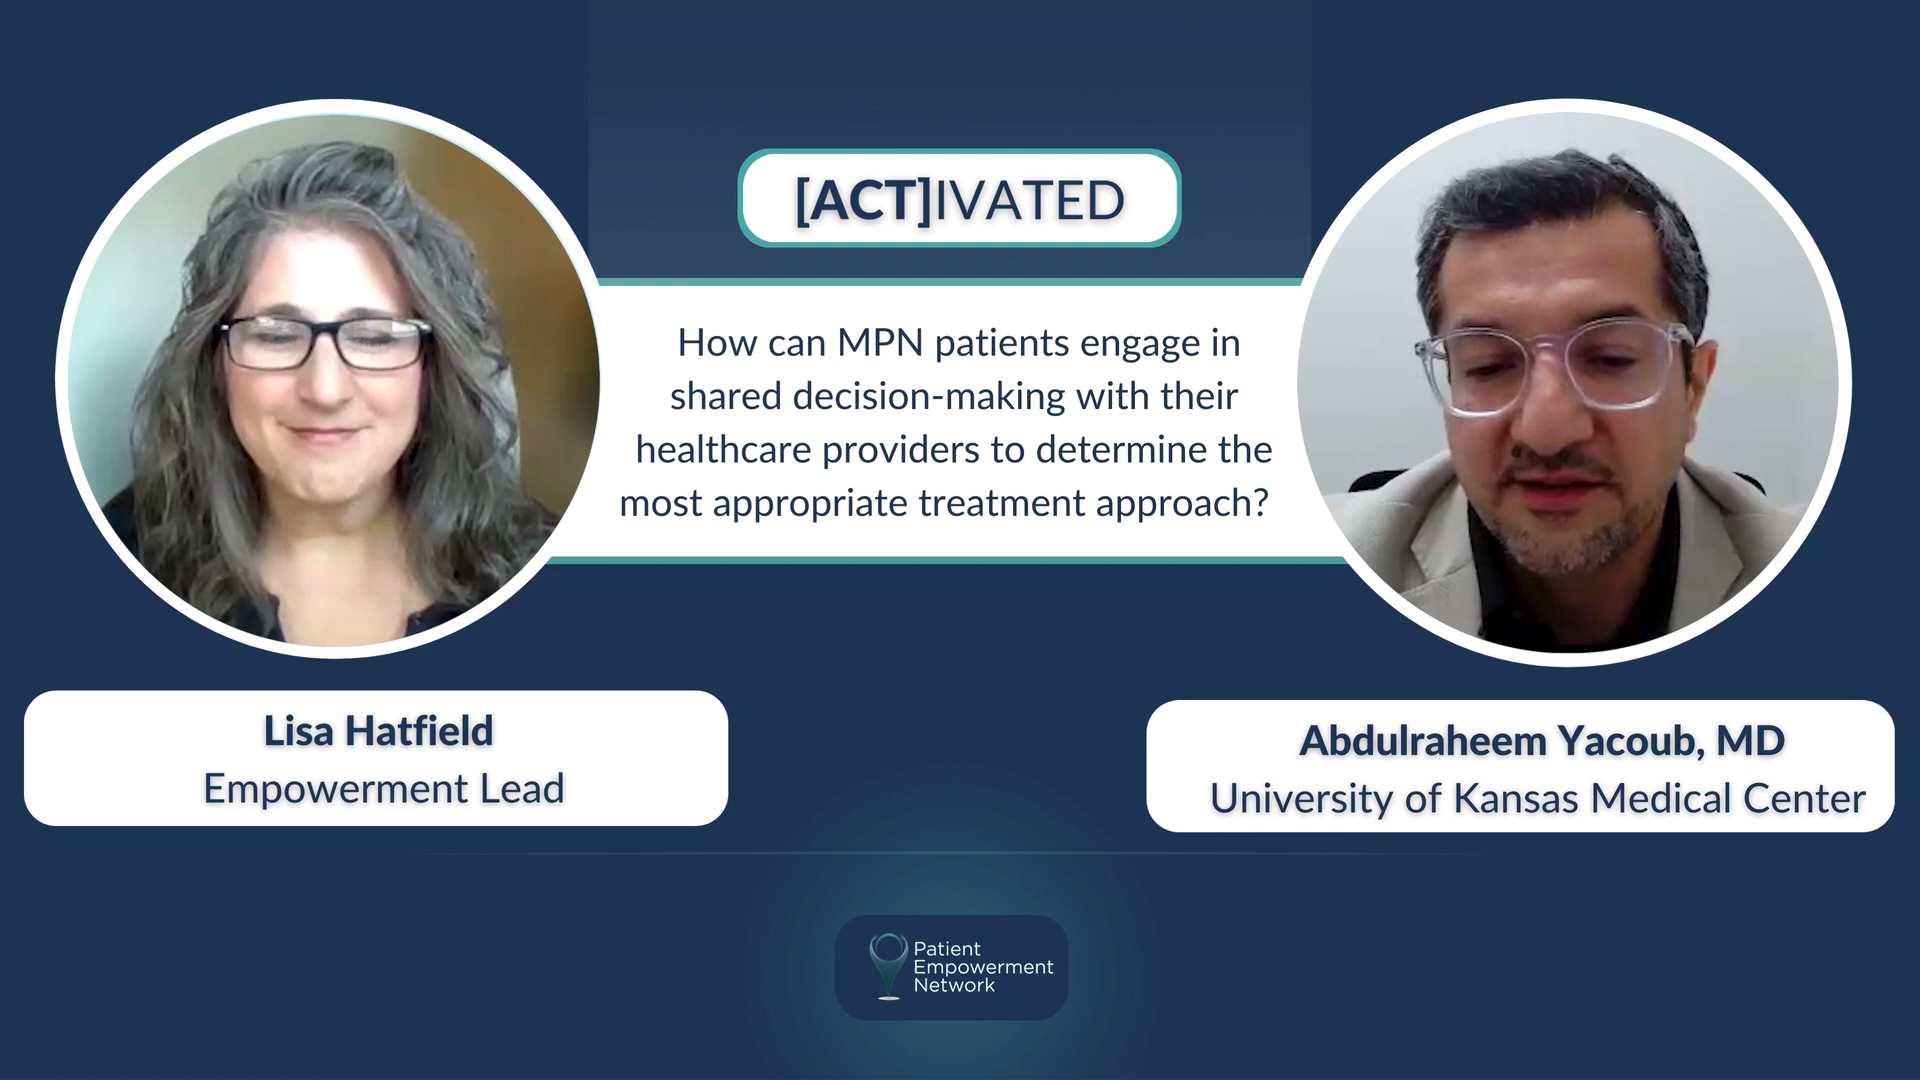 [ACT]IVATED
How can MPN patients engage in
shared decision-making with their
healthcare providers to determine the
most appropriate treatment approach?
Lisa Hatfield
Empowerment Lead
Abdulraheem Yacoub, MD
University of Kansas Medical Center
Patient
Empowerment
Network